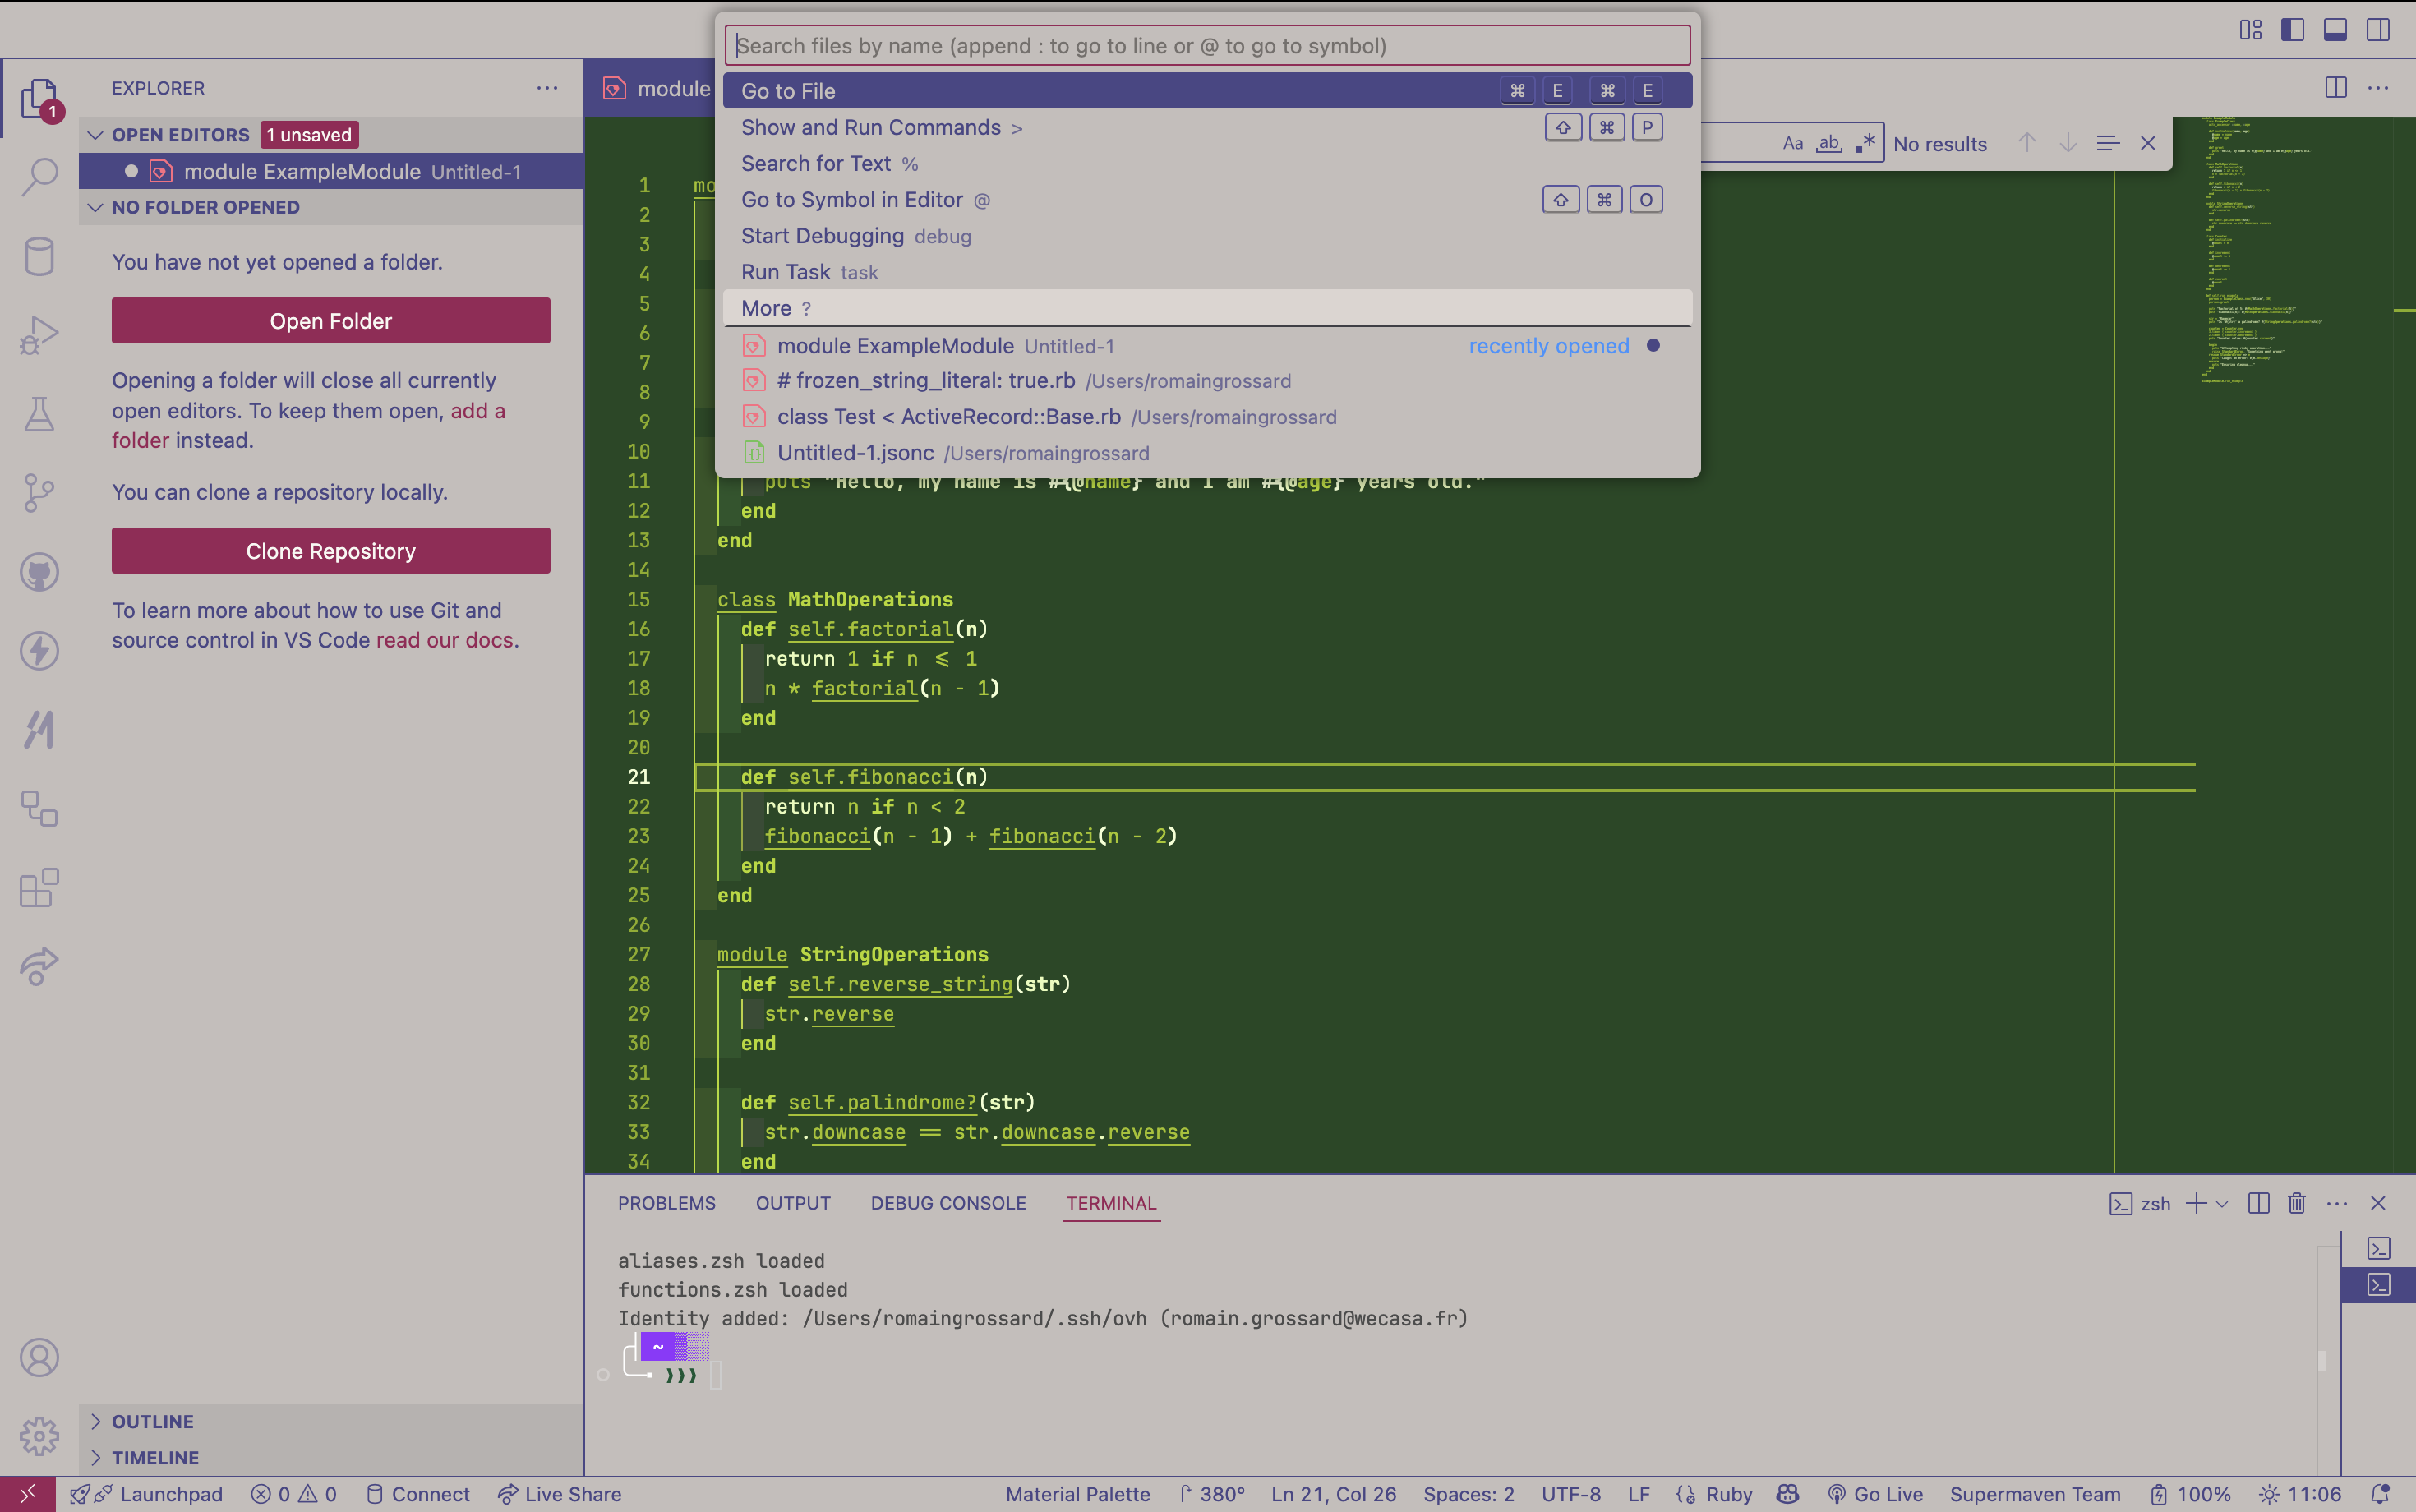 Search files by name (append : to go to line or @ to go to symbol)
Go to File ⌘ E ⌘ E
Show and Run Commands > ⇧ ⌘ P
Search for Text %
Go to Symbol in Editor @ ⇧ ⌘ O
Start Debugging debug
Run Task task
More ?
module ExampleModule Untitled-1 recently opened
# frozen_string_literal: true.rb /Users/romaingrossard
class Test < ActiveRecord::Base.rb /Users/romaingrossard
Untitled-1.jsonc /Users/romaingrossard
EXPLORER
1
OPEN EDITORS 1 unsaved
module ExampleModule Untitled-1
NO FOLDER OPENED
You have not yet opened a folder.
Open Folder
Opening a folder will close all currently
open editors. To keep them open, add a
folder instead.
You can clone a repository locally.
Clone Repository
To learn more about how to use Git and
source control in VS Code read our docs.
OUTLINE
TIMELINE
module
Aa ab .* No results
1 mo
2
3
4
5
6
7
8
9
10
11 puts "Hello, my name is #{@name} and I am #{@age} years old."
12 end
13 end
14
15 class MathOperations
16 def self.factorial(n)
17 return 1 if n ⩽ 1
18 n * factorial(n - 1)
19 end
20
21 def self.fibonacci(n)
22 return n if n < 2
23 fibonacci(n - 1) + fibonacci(n - 2)
24 end
25 end
26
27 module StringOperations
28 def self.reverse_string(str)
29 str.reverse
30 end
31
32 def self.palindrome?(str)
33 str.downcase == str.downcase.reverse
34 end
PROBLEMS OUTPUT DEBUG CONSOLE TERMINAL zsh
aliases.zsh loaded
functions.zsh loaded
Identity added: /Users/romaingrossard/.ssh/ovh (romain.grossard@wecasa.fr)
~
❯❯❯
Launchpad 0 0 Connect Live Share Material Palette 380° Ln 21, Col 26 Spaces: 2 UTF-8 LF Ruby Go Live Supermaven Team 100% 11:06